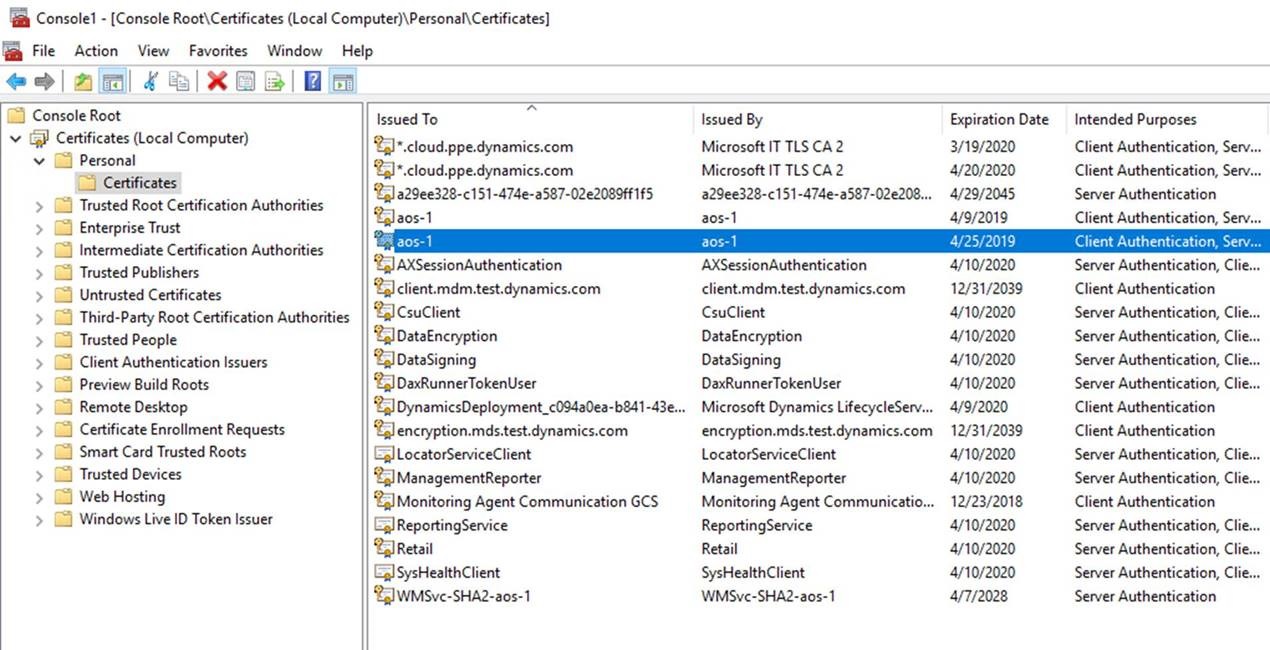 Console1 - [Console Root\Certificates (Local Computer)\Personal\Certificates]
File Action View Favorites Window Help
Console Root
Certificates (Local Computer)
Personal
Certificates
Trusted Root Certification Authorities
Enterprise Trust
Intermediate Certification Authorities
Trusted Publishers
Untrusted Certificates
Third-Party Root Certification Authorities
Trusted People
Client Authentication Issuers
Preview Build Roots
Remote Desktop
Certificate Enrollment Requests
Smart Card Trusted Roots
Trusted Devices
Web Hosting
Windows Live ID Token Issuer
Issued To Issued By Expiration Date Intended Purposes
*.cloud.ppe.dynamics.com Microsoft IT TLS CA 2 3/19/2020 Client Authentication, Serv...
*.cloud.ppe.dynamics.com Microsoft IT TLS CA 2 4/20/2020 Client Authentication, Serv...
a29ee328-c151-474e-a587-02e2089ff1f5 a29ee328-c151-474e-a587-02e208... 4/29/2045 Server Authentication
aos-1 aos-1 4/9/2019 Client Authentication, Serv...
aos-1 aos-1 4/25/2019 Client Authentication, Serv...
AXSessionAuthentication AXSessionAuthentication 4/10/2020 Server Authentication, Clie...
client.mdm.test.dynamics.com client.mdm.test.dynamics.com 12/31/2039 Client Authentication
CsuClient CsuClient 4/10/2020 Server Authentication, Clie...
DataEncryption DataEncryption 4/10/2020 Server Authentication, Clie...
DataSigning DataSigning 4/10/2020 Server Authentication, Clie...
DaxRunnerTokenUser DaxRunnerTokenUser 4/10/2020 Server Authentication, Clie...
DynamicsDeployment_c094a0ea-b841-43e... Microsoft Dynamics LifecycleServ... 4/9/2020 Client Authentication
encryption.mds.test.dynamics.com encryption.mds.test.dynamics.com 12/31/2039 Client Authentication
LocatorServiceClient LocatorServiceClient 4/10/2020 Server Authentication, Clie...
ManagementReporter ManagementReporter 4/10/2020 Server Authentication, Clie...
Monitoring Agent Communication GCS Monitoring Agent Communicatio... 12/23/2018 Client Authentication
ReportingService ReportingService 4/10/2020 Server Authentication, Clie...
Retail Retail 4/10/2020 Server Authentication, Clie...
SysHealthClient SysHealthClient 4/10/2020 Server Authentication, Clie...
WMSvc-SHA2-aos-1 WMSvc-SHA2-aos-1 4/7/2028 Server Authentication